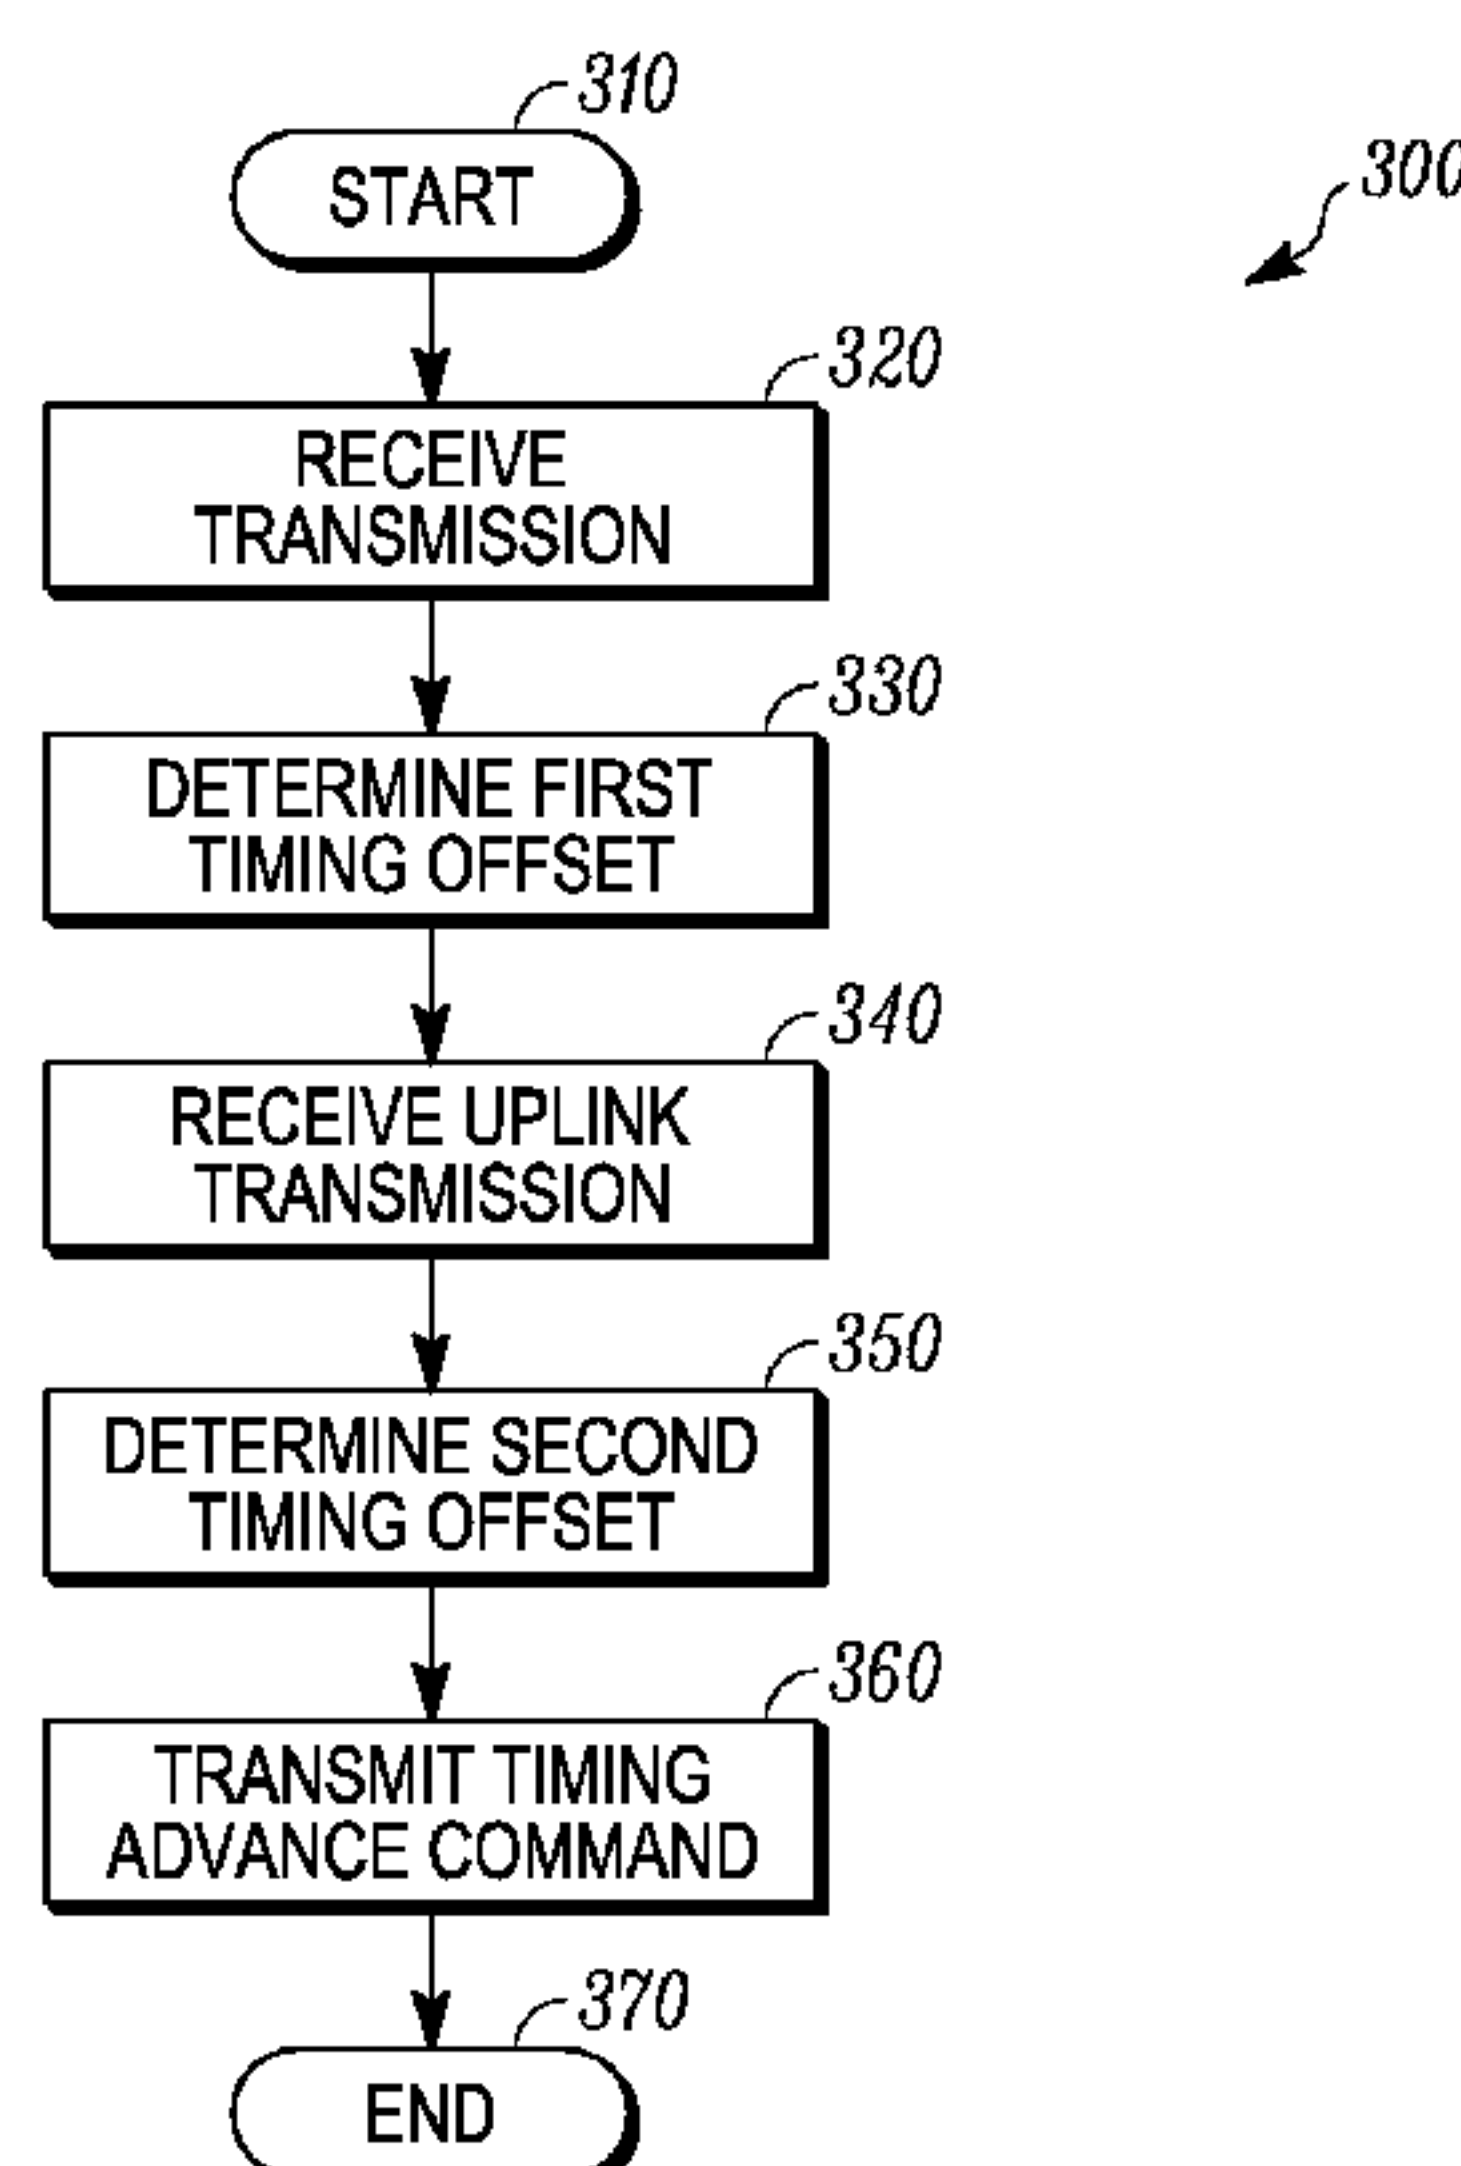 310
START
300
320
RECEIVE
TRANSMISSION
330
DETERMINE FIRST
TIMING OFFSET
340
RECEIVE UPLINK
TRANSMISSION
350
DETERMINE SECOND
TIMING OFFSET
360
TRANSMIT TIMING
ADVANCE COMMAND
370
END